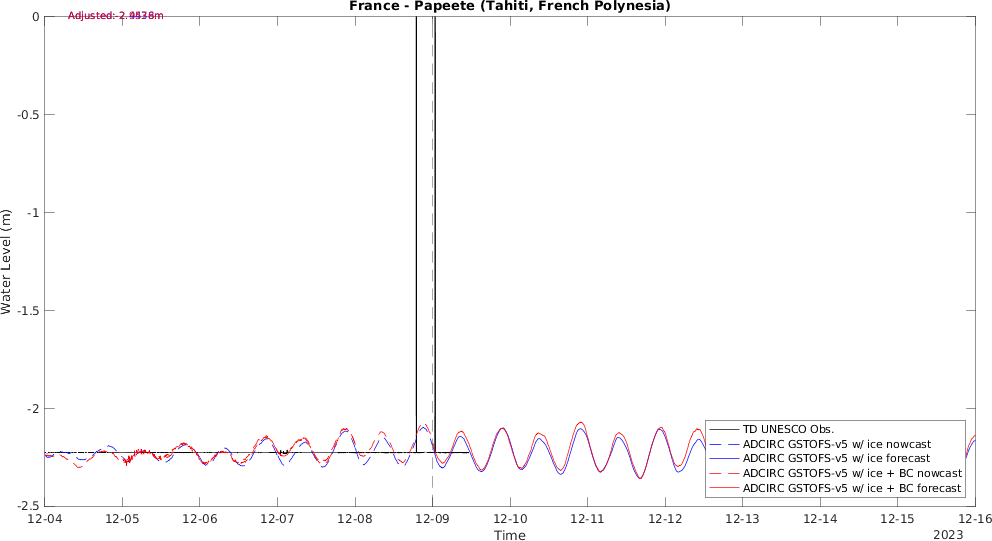 France - Papeete (Tahiti, French Polynesia)
Adjusted:
Water Level (m)
0
-0.5
-1
-1.5
-2
-2.5
TD UNESCO Obs.
ADCIRC GSTOFS-v5 w/ ice nowcast
ADCIRC GSTOFS-v5 w/ ice forecast
ADCIRC GSTOFS-v5 w/ ice + BC nowcast
ADCIRC GSTOFS-v5 w/ ice + BC forecast
12-04 12-05 12-06 12-07 12-08 12-09 12-10 12-11 12-12 12-13 12-14 12-15 12-16
Time
2023